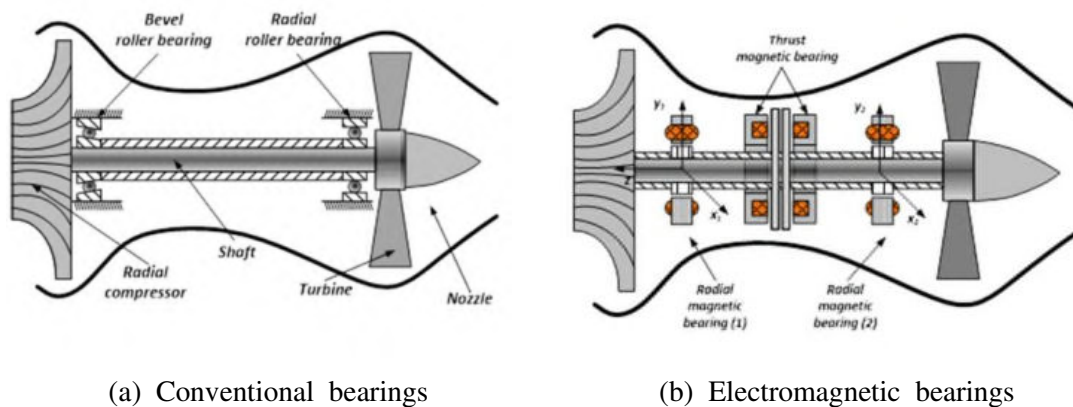 Bevel
roller bearing
Radial
roller bearing
Shaft
Radial
compressor
Turbine
Nozzle
Thrust
magnetic bearing
y₁
y₂
z
x₁
x₂
Radial
magnetic
bearing (1)
Radial
magnetic
bearing (2)
(a) Conventional bearings
(b) Electromagnetic bearings